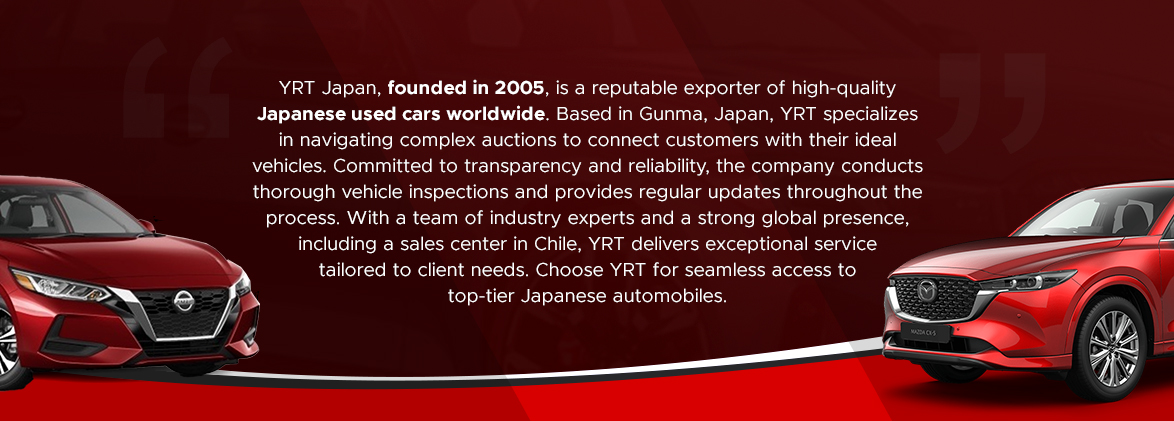 YRT Japan, founded in 2005, is a reputable exporter of high-quality
Japanese used cars worldwide. Based in Gunma, Japan, YRT specializes
in navigating complex auctions to connect customers with their ideal
vehicles. Committed to transparency and reliability, the company conducts
thorough vehicle inspections and provides regular updates throughout the
process. With a team of industry experts and a strong global presence,
including a sales center in Chile, YRT delivers exceptional service
tailored to client needs. Choose YRT for seamless access to
top-tier Japanese automobiles.
NISSAN
MAZDA CX-5